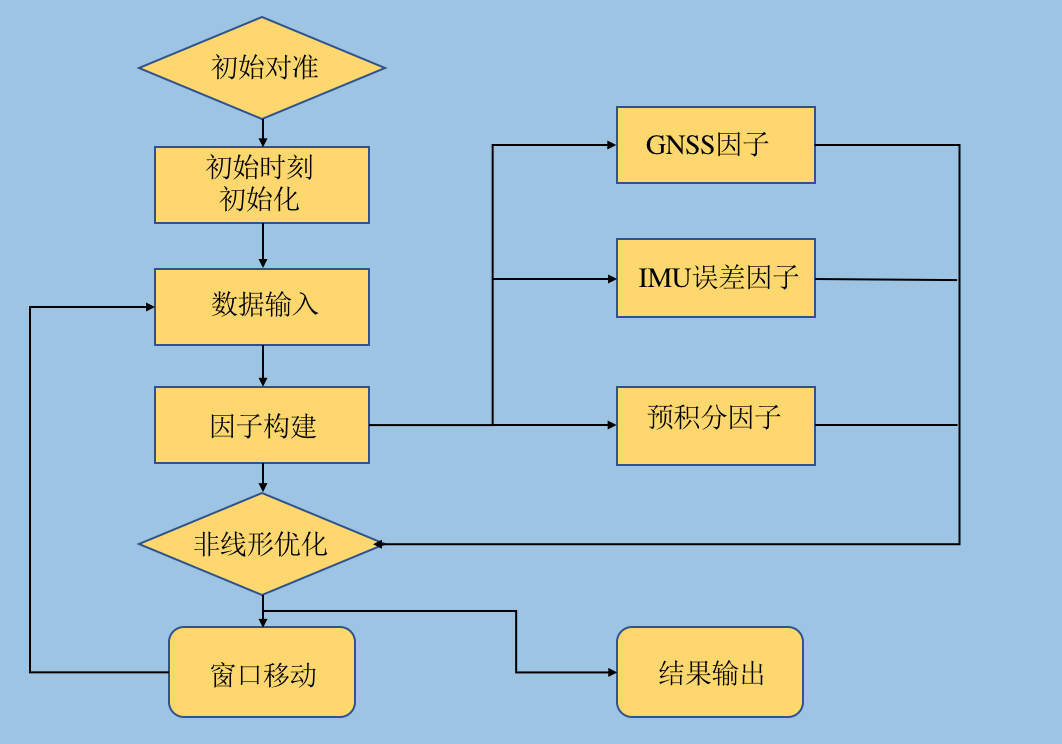 初始对准
初始时刻
初始化
数据输入
因子构建
非线形优化
窗口移动
GNSS因子
IMU误差因子
预积分因子
结果输出